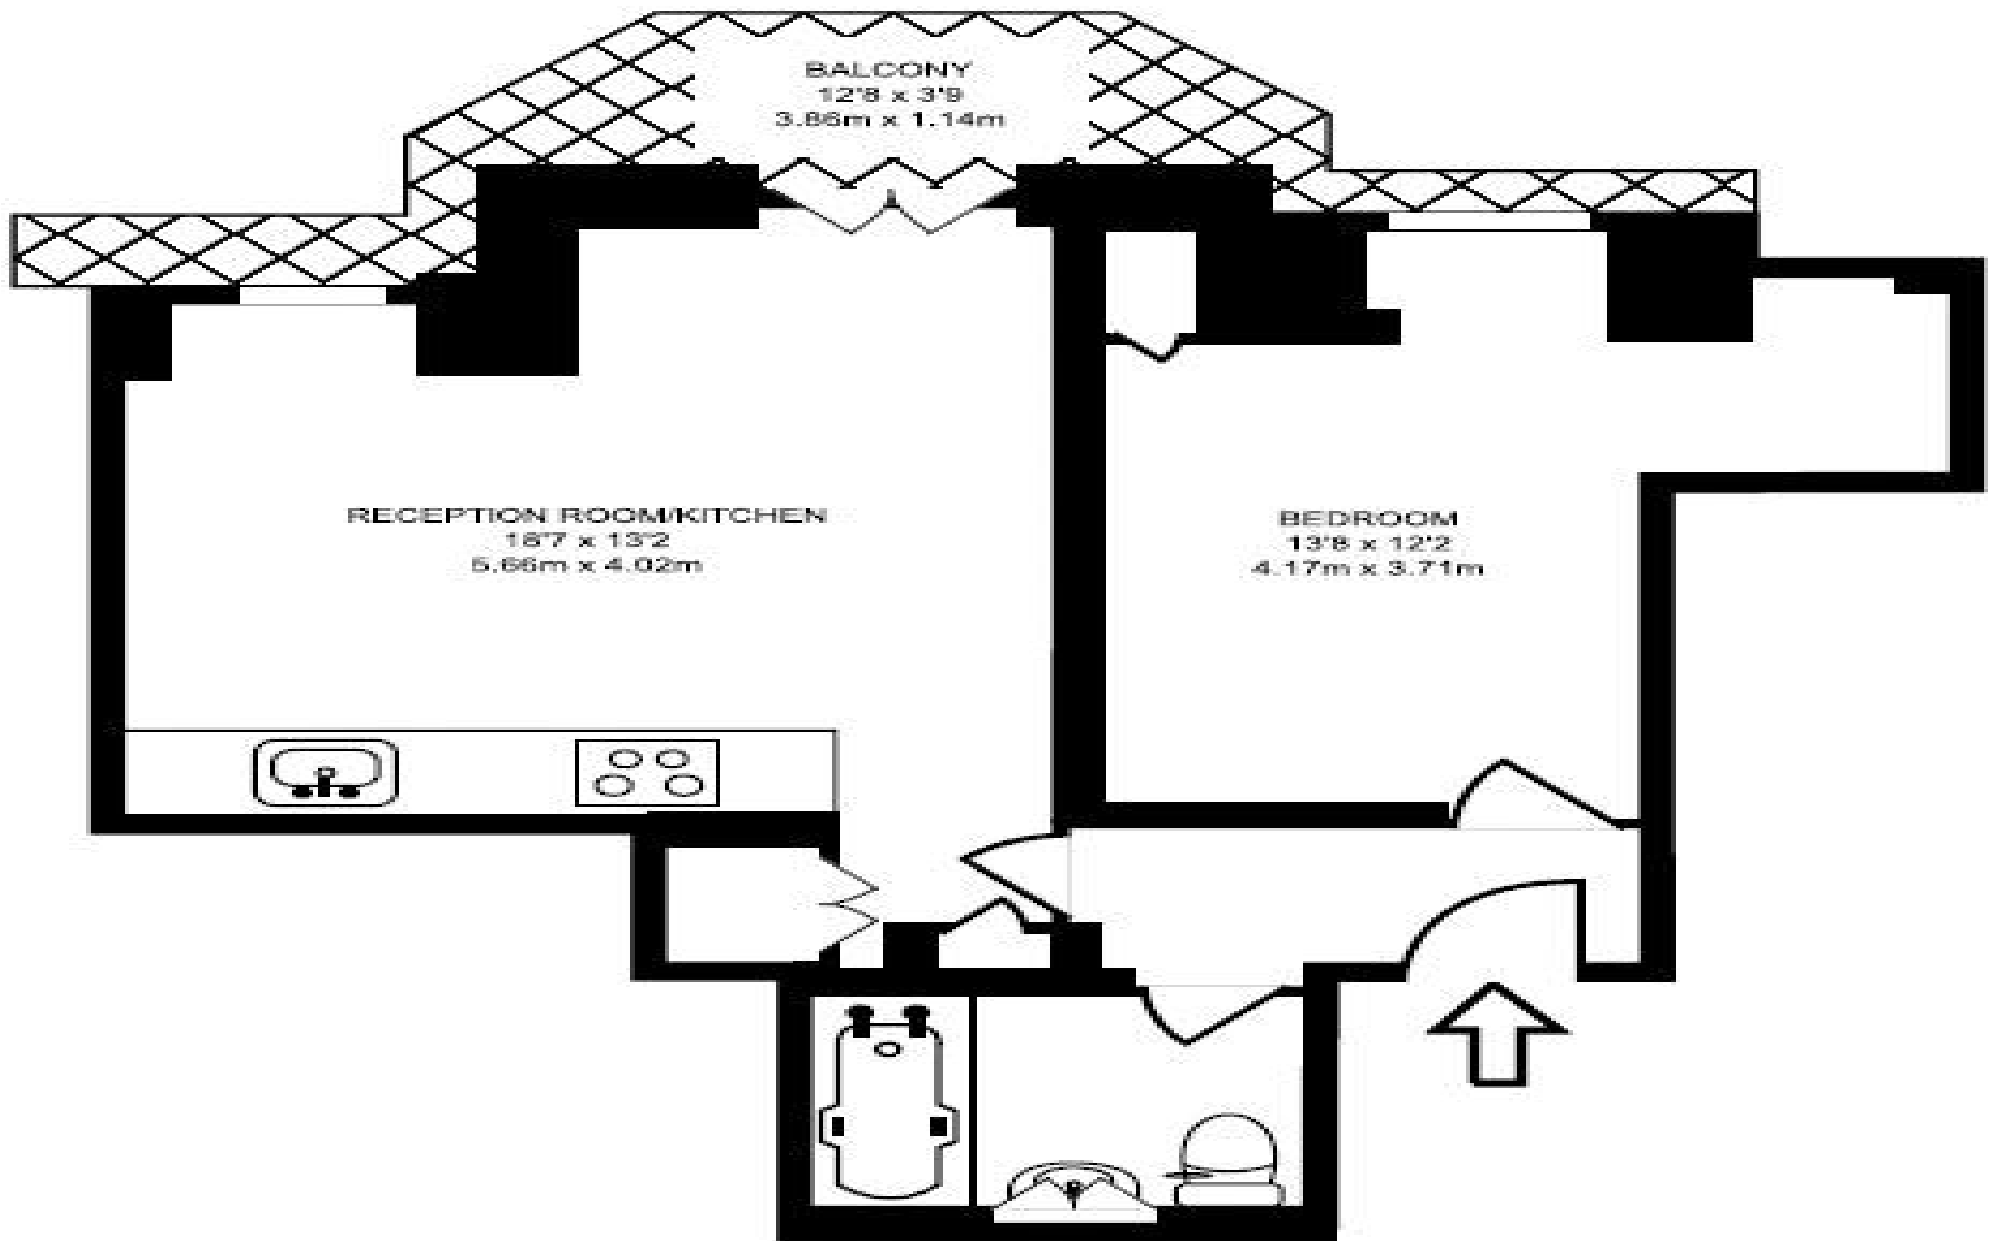 BALCONY
12'8 x 3'9
3.86m x 1.14m
RECEPTION ROOM/KITCHEN
18'7 x 13'2
5.66m x 4.02m
BEDROOM
13'8 x 12'2
4.17m x 3.71m